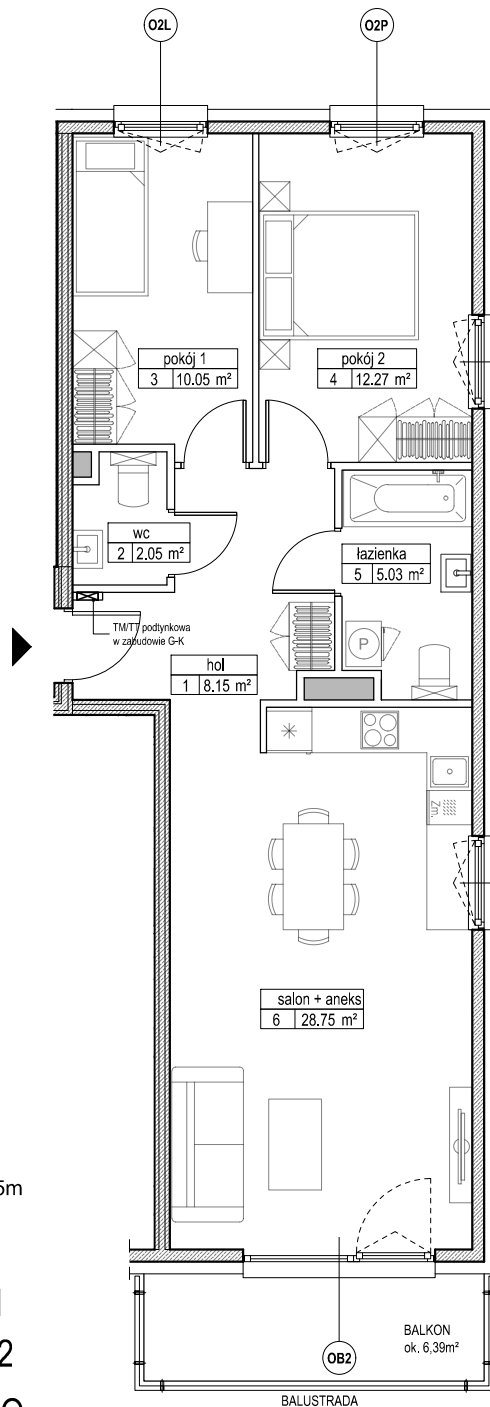 O2L
O2P
pokój 1
3 10.05 m²
pokój 2
4 12.27 m²
wc
2 2.05 m²
łazienka
5 5.03 m²
TM/TT podtynkowa
w zabudowie G-K
P
hol
1 8.15 m²
Zm.
salon + aneks
6 28.75 m²
5m
2
BALKON
ok. 6,39m²
OB2
BALUSTRADA